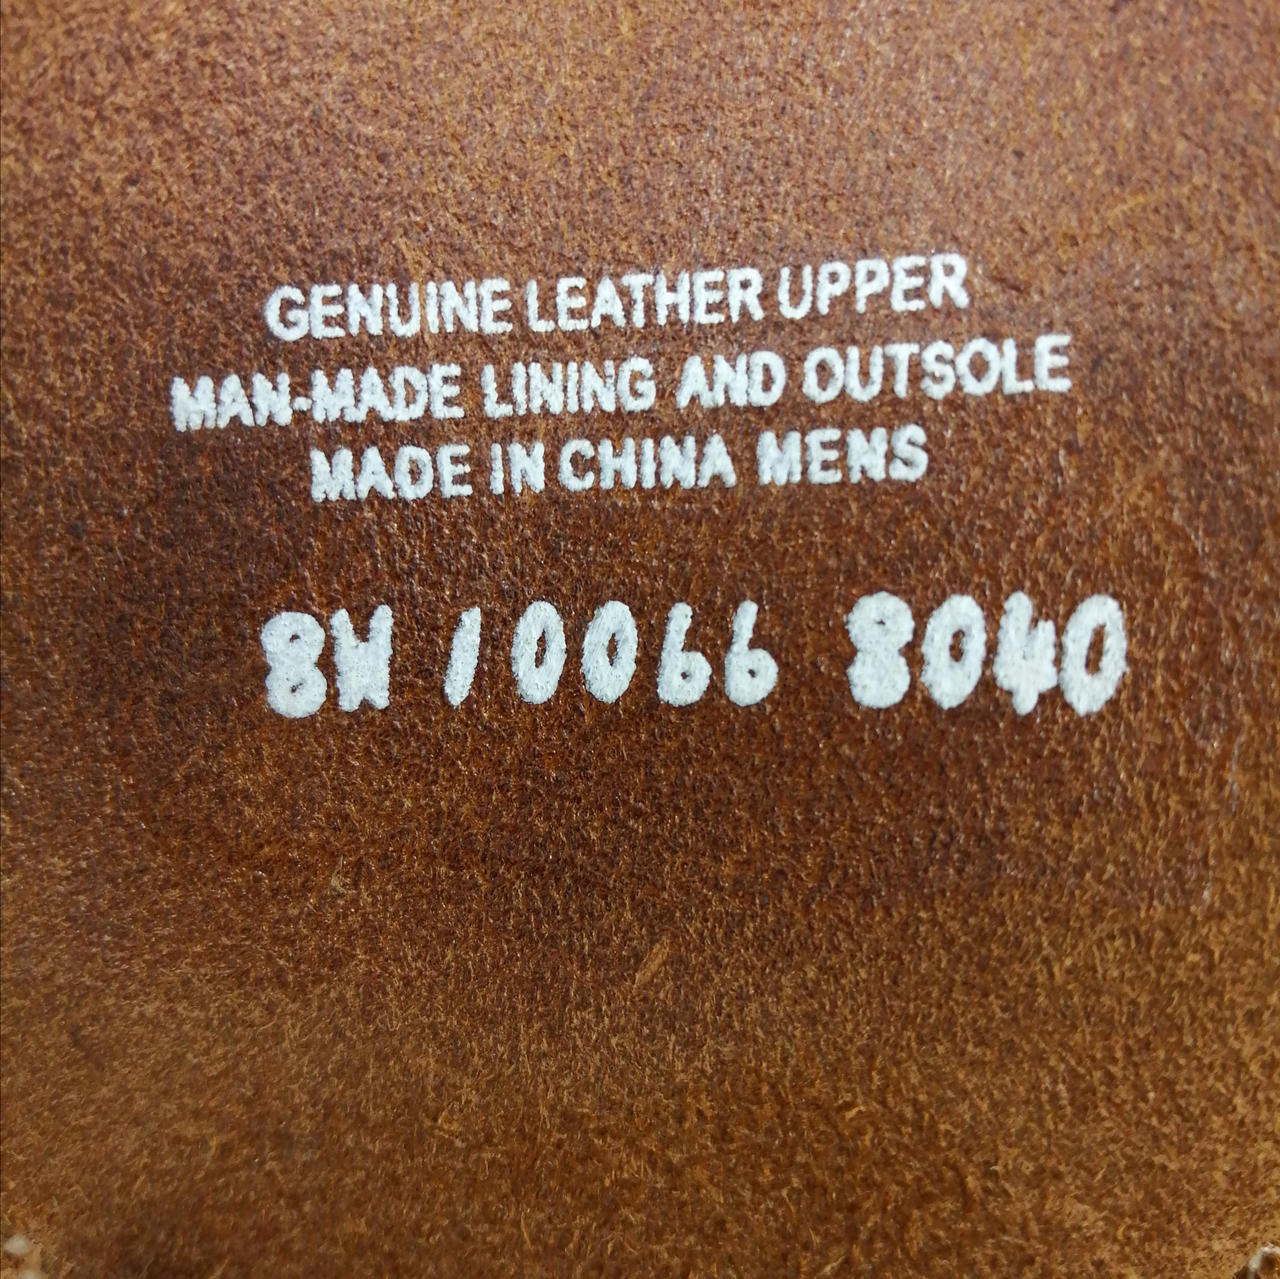 GENUINE LEATHER UPPER
MAN-MADE LINING AND OUTSOLE
MADE IN CHINA MENS
8W 10066 8040